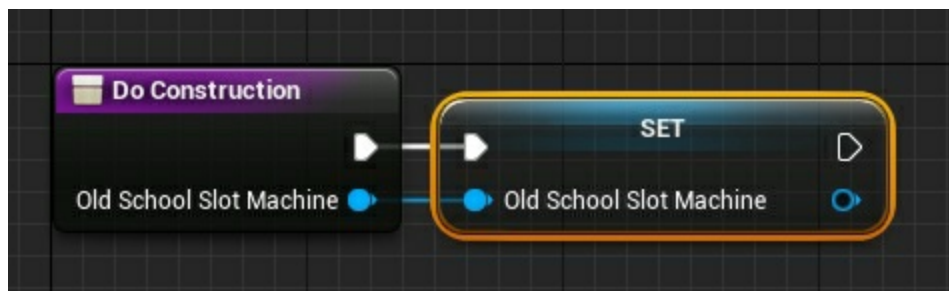 Do Construction
SET
Old School Slot Machine
Old School Slot Machine